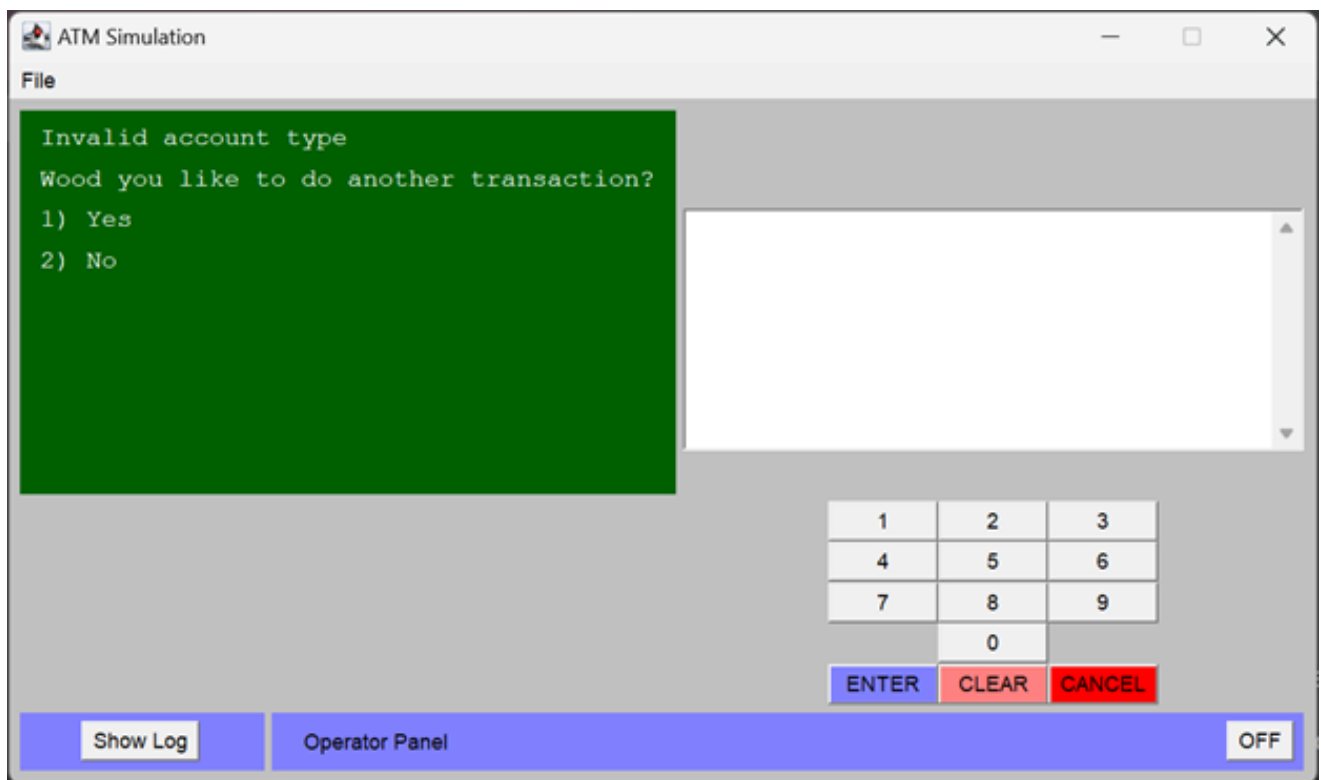 ATM Simulation
File
Invalid account type
Wood you like to do another transaction?
1) Yes
2) No
1 2 3
4 5 6
7 8 9
0
ENTER CLEAR CANCEL
Show Log Operator Panel OFF